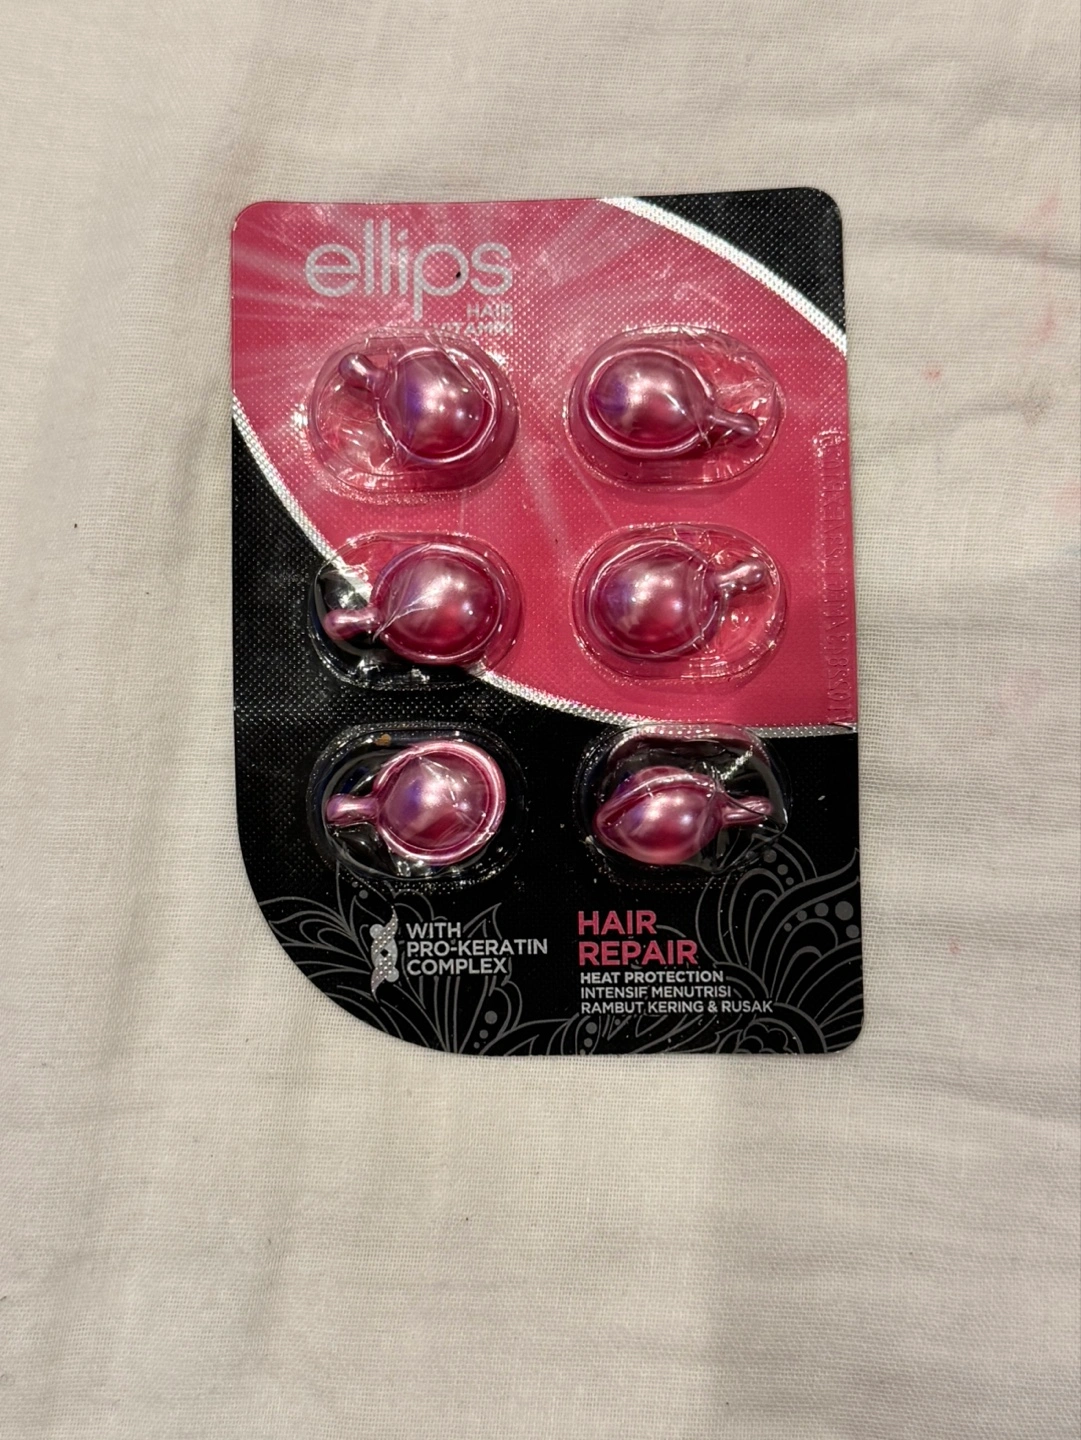 ellips
HAIR
VITAMIN
WITH
PRO-KERATIN
COMPLEX
HAIR
REPAIR
HEAT PROTECTION
INTENSIF MENUTRISI
RAMBUT KERING & RUSAK